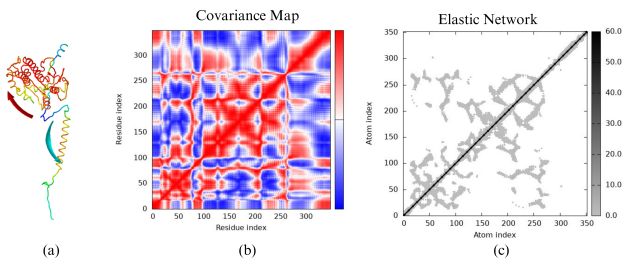 Covariance Map
Elastic Network
350
300
250
200
150
100
50
0
Residue index
0 50 100 150 200 250 300
Residue index
350
300
250
200
150
100
50
0
Atom index
0 50 100 150 200 250 300 350
Atom index
60.0
50.0
40.0
30.0
20.0
10.0
0.0
(a)
(b)
(c)